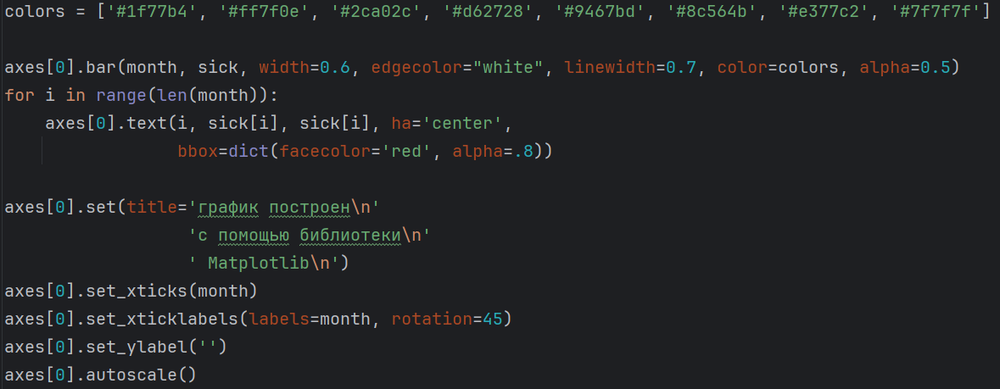 colors = ['#1f77b4', '#ff7f0e', '#2ca02c', '#d62728', '#9467bd', '#8c564b', '#e377c2', '#7f7f7f']
axes[0].bar(month, sick, width=0.6, edgecolor="white", linewidth=0.7, color=colors, alpha=0.5)
for i in range(len(month)):
    axes[0].text(i, sick[i], sick[i], ha='center',
                 bbox=dict(facecolor='red', alpha=.8))
axes[0].set(title='график построен\n'
                  'с помощью библиотеки\n'
                  ' Matplotlib\n')
axes[0].set_xticks(month)
axes[0].set_xticklabels(labels=month, rotation=45)
axes[0].set_ylabel('')
axes[0].autoscale()